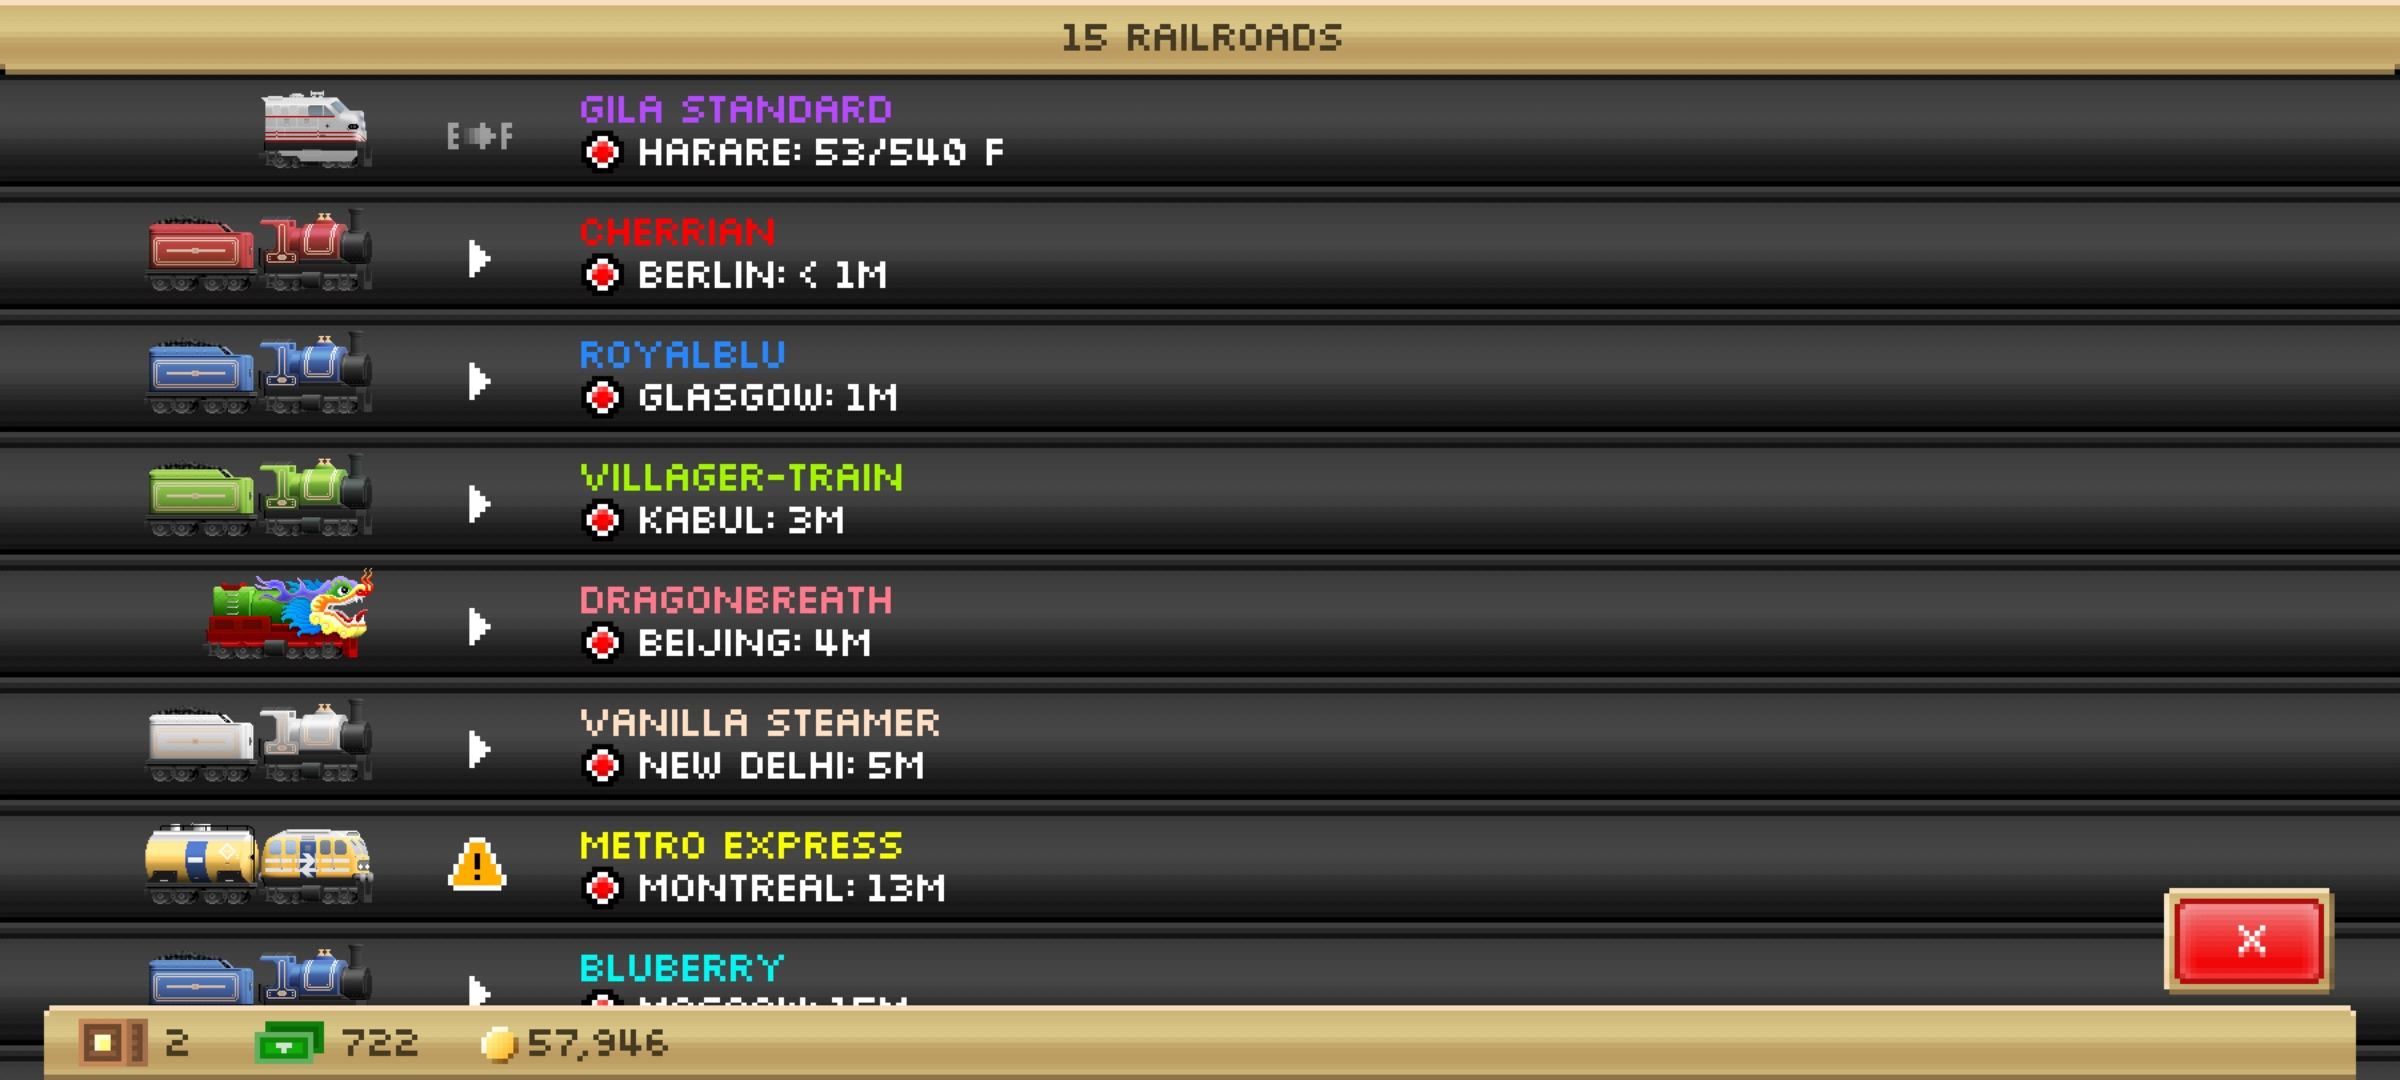 15 RAILROADS
GILA STANDARD
E F
HARARE: 53/540 F
CHERRIAN
BERLIN: < 1M
ROYALBLU
GLASGOW: 1M
VILLAGER-TRAIN
KABUL: 3M
DRAGONBREATH
BEIJING: 4M
VANILLA STEAMER
NEW DELHI: 5M
METRO EXPRESS
!
MONTREAL: 13M
BLUBERRY
X
2 722 57,946